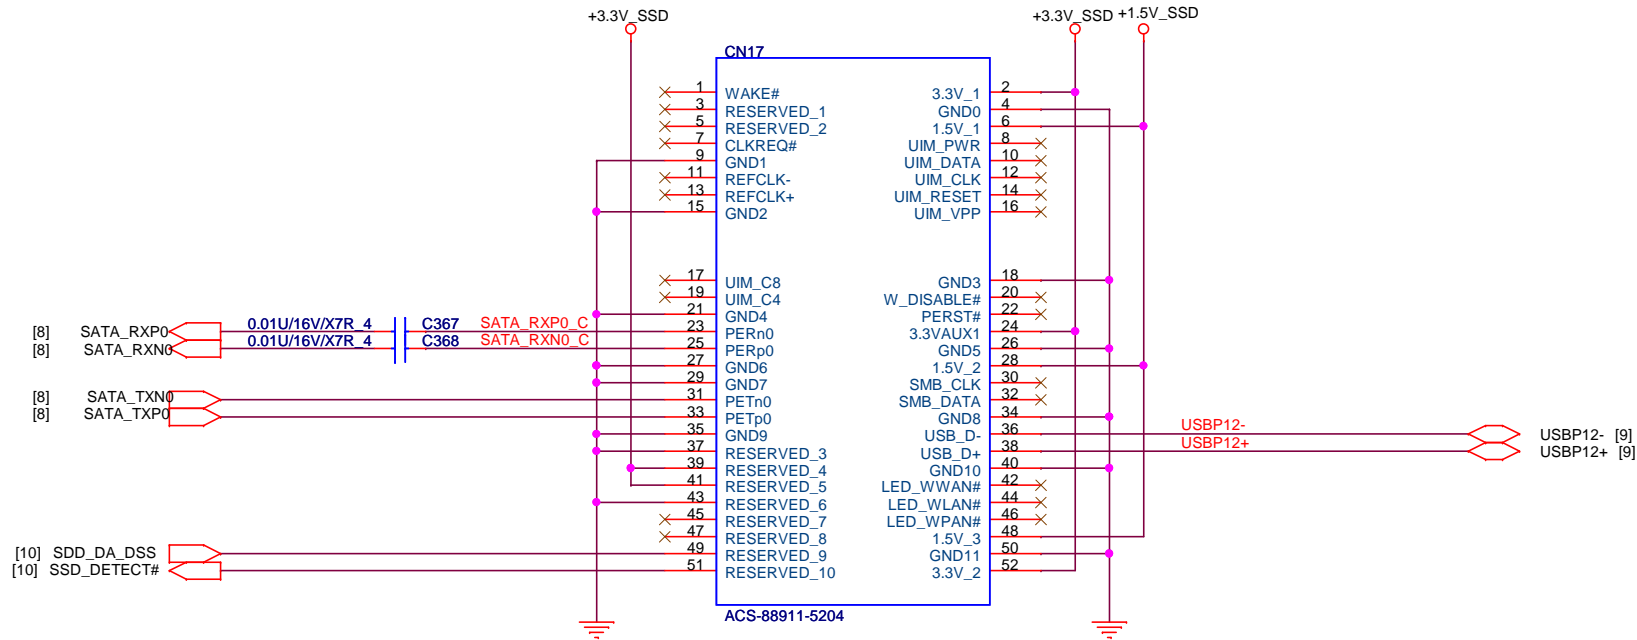 +3.3V_SSD
+3.3V_SSD +1.5V_SSD
CN17
1 WAKE# 3.3V_1 2
3 RESERVED_1 GND0 4
5 RESERVED_2 1.5V_1 6
7 CLKREQ# UIM_PWR 8
9 GND1 UIM_DATA 10
11 REFCLK- UIM_CLK 12
13 REFCLK+ UIM_RESET 14
15 GND2 UIM_VPP 16
17 UIM_C8 GND3 18
19 UIM_C4 W_DISABLE# 20
21 GND4 PERST# 22
[8] SATA_RXP0 0.01U/16V/X7R_4 C367 SATA_RXP0_C 23 PERn0 3.3VAUX1 24
[8] SATA_RXN0 0.01U/16V/X7R_4 C368 SATA_RXN0_C 25 PERp0 GND5 26
27 GND6 1.5V_2 28
29 GND7 SMB_CLK 30
[8] SATA_TXN0 31 PETn0 SMB_DATA 32
[8] SATA_TXP0 33 PETp0 GND8 34
35 GND9 USB_D- 36 USBP12- USBP12- [9]
37 RESERVED_3 USB_D+ 38 USBP12+ USBP12+ [9]
39 RESERVED_4 GND10 40
41 RESERVED_5 LED_WWAN# 42
43 RESERVED_6 LED_WLAN# 44
45 RESERVED_7 LED_WPAN# 46
47 RESERVED_8 1.5V_3 48
[10] SDD_DA_DSS 49 RESERVED_9 GND11 50
[10] SSD_DETECT# 51 RESERVED_10 3.3V_2 52
ACS-88911-5204